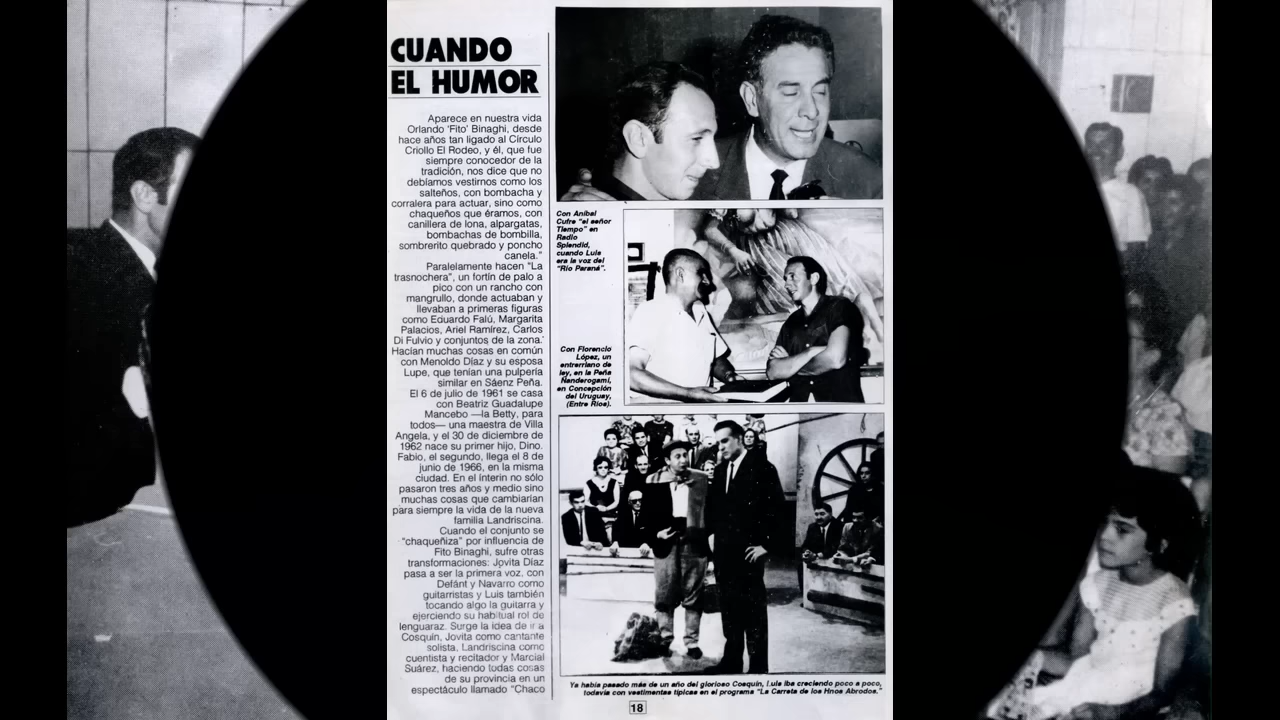 CUANDO
EL HUMOR
Aparece en nuestra vida
Orlando 'Fito' Binaghi, desde
hace años tan ligado al Círculo
Criollo El Rodeo, y él, que fue
siempre conocedor de la
tradición, nos dice que no
debíamos vestirnos como los
salteños, con bombacha y
corralera para actuar, sino como
chaqueños que éramos, con
canillera de lona, alpargatas,
bombachas de bombilla,
sombrerito quebrado y poncho
canela."
Paralelamente hacen "La
trasnochera", un fortín de palo a
pico con un rancho con
mangrullo, donde actuaban y
llevaban a primeras figuras
como Eduardo Falú, Margarita
Palacios, Ariel Ramírez, Carlos
Di Fulvio y conjuntos de la zona.'
Hacían muchas cosas en común
con Menoldo Díaz y su esposa
Lupe, que tenían una pulpería
similar en Sáenz Peña.
El 6 de julio de 1961 se casa
con Beatriz Guadalupe
Mancebo —la Betty, para
todos— una maestra de Villa
Angela, y el 30 de diciembre de
1962 nace su primer hijo, Dino.
Fabio, el segundo, llega el 8 de
junio de 1966, en la misma
ciudad. En el ínterin no sólo
pasaron tres años y medio sino
muchas cosas que cambiarían
para siempre la vida de la nueva
familia Landriscina.
Cuando el conjunto se
"chaqueñiza" por influencia de
Fito Binaghi, sufre otras
transformaciones: Jovita Díaz
pasa a ser la primera voz, con
Defánt y Navarro como
guitarristas y Luis también
tocando algo la guitarra y
ejerciendo su habitual rol de
lenguaraz. Surge la idea de ir a
Cosquín, Jovita como cantante
solista, Landriscina como
cuentista y recitador y Marcial
Suárez, haciendo todas cosas
de su provincia en un
espectáculo llamado "Chaco
Con Aníbal
Cufre "el señor
Tiempo" en
Radio
Splendid,
cuando Luis
era la voz del
"Río Paraná".
Con Florencio
López, un
entrerriano de
ley, en la Peña
Ñanderogami,
en Concepción
del Uruguay,
(Entre Ríos).
Ya había pasado más de un año del glorioso Cosquín, Luis iba creciendo poco a poco,
todavía con vestimentas típicas en el programa "La Carreta de los Hnos Abrodos."
18